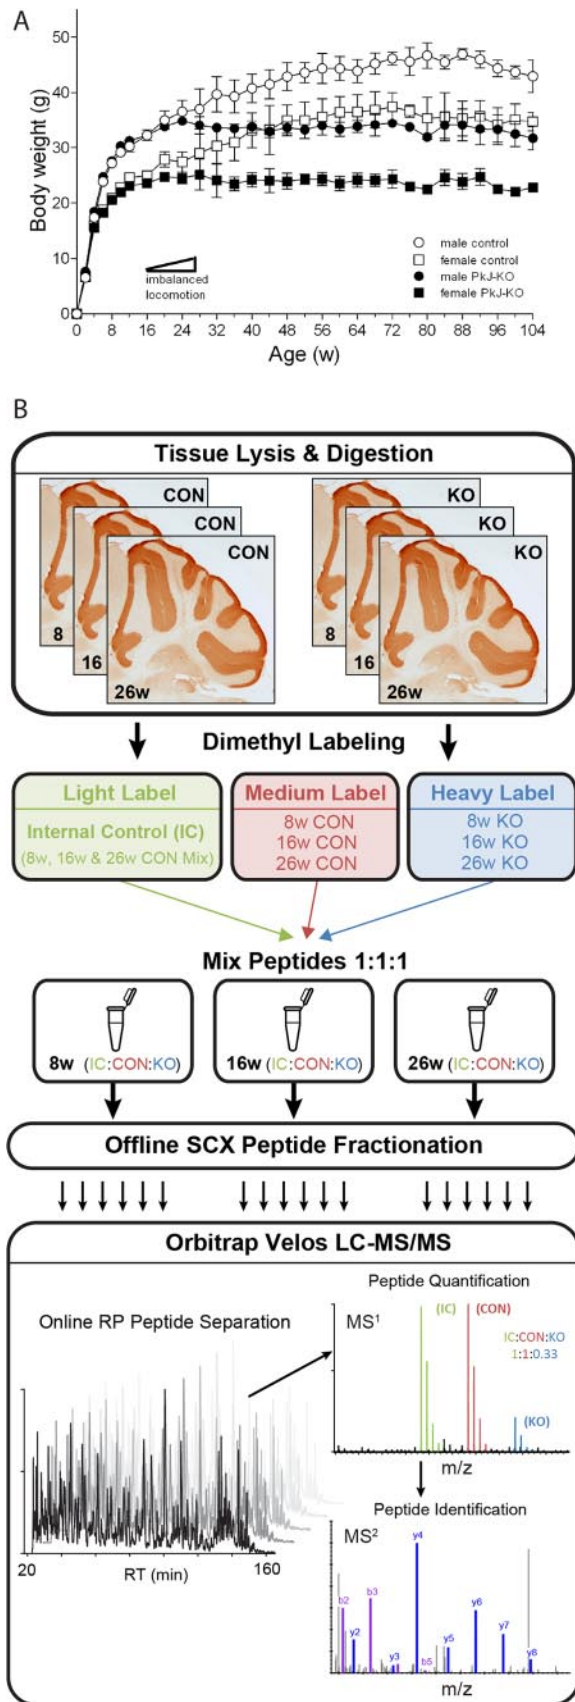 A
Body weight (g)
50
40
30
20
10
0
imbalanced
locomotion
male control
female control
male PkJ-KO
female PkJ-KO
0 8 16 24 32 40 48 56 64 72 80 88 96 104
Age (w)
B
Tissue Lysis & Digestion
CON
CON
CON
8
16
26w
KO
KO
KO
8
16
26w
Dimethyl Labeling
Light Label
Internal Control (IC)
(8w, 16w & 26w CON Mix)
Medium Label
8w CON
16w CON
26w CON
Heavy Label
8w KO
16w KO
26w KO
Mix Peptides 1:1:1
8w (IC:CON:KO)
16w (IC:CON:KO)
26w (IC:CON:KO)
Offline SCX Peptide Fractionation
Orbitrap Velos LC-MS/MS
Online RP Peptide Separation
20
RT (min)
160
Peptide Quantification
MS¹
(IC)
(CON)
IC:CON:KO
1:1:0.33
(KO)
m/z
Peptide Identification
MS²
b2
y2
b3
y3
y4
b5
y5
y6
y7
y8
m/z